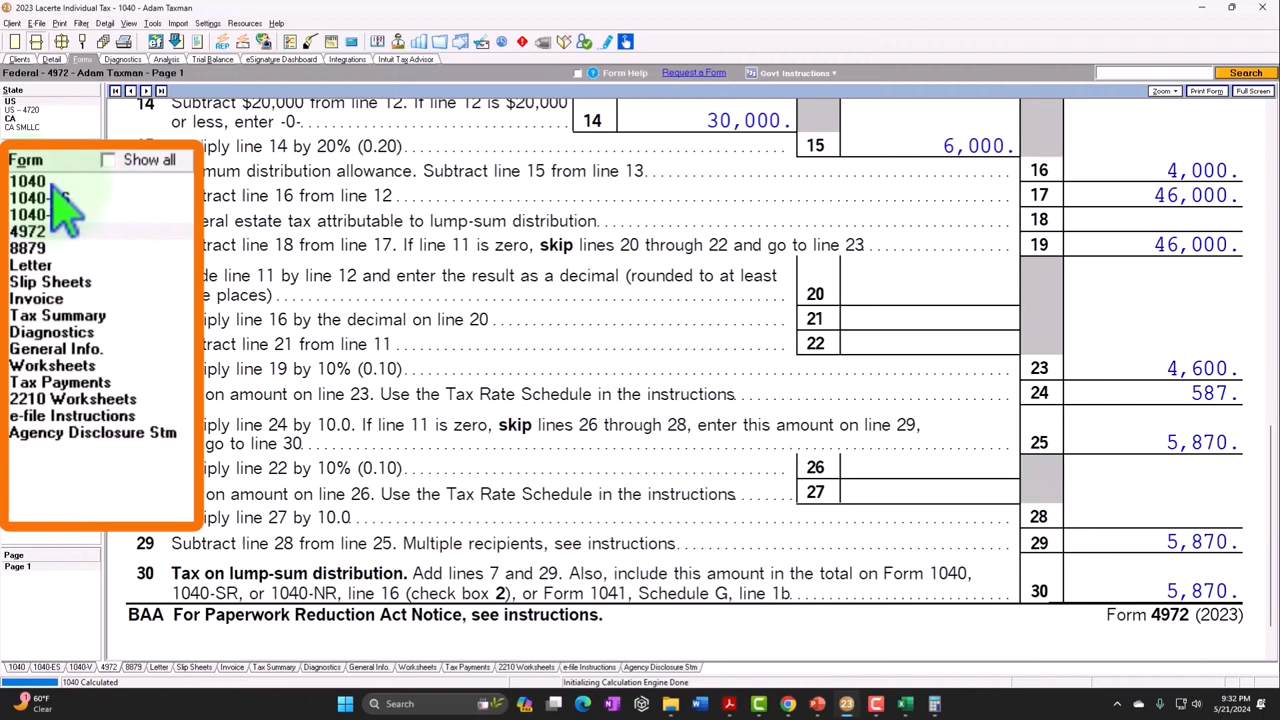 2023 Lacerte Individual Tax - 1040 - Adam Taxman
Client E-File Print Filter Detail View Tools Import Settings Resources Help
Clients Detail Forms Diagnostics Analysis Trial Balance eSignature Dashboard Integrations Intuit Tax Advisor
Federal - 4972 - Adam Taxman - Page 1
Form Help Request a Form Govt Instructions Search
State
Zoom Print Form Full Screen
US
US - 4720
CA
CA SMLLC
Form Show all
1040
1040-
1040-
4972
8879
Letter
Slip Sheets
Invoice
Tax Summary
Diagnostics
General Info.
Worksheets
Tax Payments
2210 Worksheets
e-file Instructions
Agency Disclosure Stm
Page
Page 1
14 Subtract $20,000 from line 12. If line 12 is $20,000
or less, enter -0- 14 30,000.
ply line 14 by 20% (0.20) 15 6,000.
mum distribution allowance. Subtract line 15 from line 13. 16 4,000.
tract line 16 from line 12 17 46,000.
eral estate tax attributable to lump-sum distribution. 18
tract line 18 from line 17. If line 11 is zero, skip lines 20 through 22 and go to line 23 19 46,000.
de line 11 by line 12 and enter the result as a decimal (rounded to at least
e places) 20
iply line 16 by the decimal on line 20 21
tract line 21 from line 11 22
iply line 19 by 10% (0.10) 23 4,600.
on amount on line 23. Use the Tax Rate Schedule in the instructions 24 587.
iply line 24 by 10.0. If line 11 is zero, skip lines 26 through 28, enter this amount on line 29,
go to line 30 25 5,870.
iply line 22 by 10% (0.10) 26
on amount on line 26. Use the Tax Rate Schedule in the instructions 27
iply line 27 by 10.0 28
29 Subtract line 28 from line 25. Multiple recipients, see instructions 29 5,870.
30 Tax on lump-sum distribution. Add lines 7 and 29. Also, include this amount in the total on Form 1040,
1040-SR, or 1040-NR, line 16 (check box 2), or Form 1041, Schedule G, line 1b 30 5,870.
BAA For Paperwork Reduction Act Notice, see instructions. Form 4972 (2023)
1040 1040-ES 1040-V 4972 8879 Letter Slip Sheets Invoice Tax Summary Diagnostics General Info. Worksheets Tax Payments 2210 Worksheets e-file Instructions Agency Disclosure Stm
1040 Calculated Initializing Calculation Engine Done
60°F
Clear
Search
9:32 PM
5/21/2024